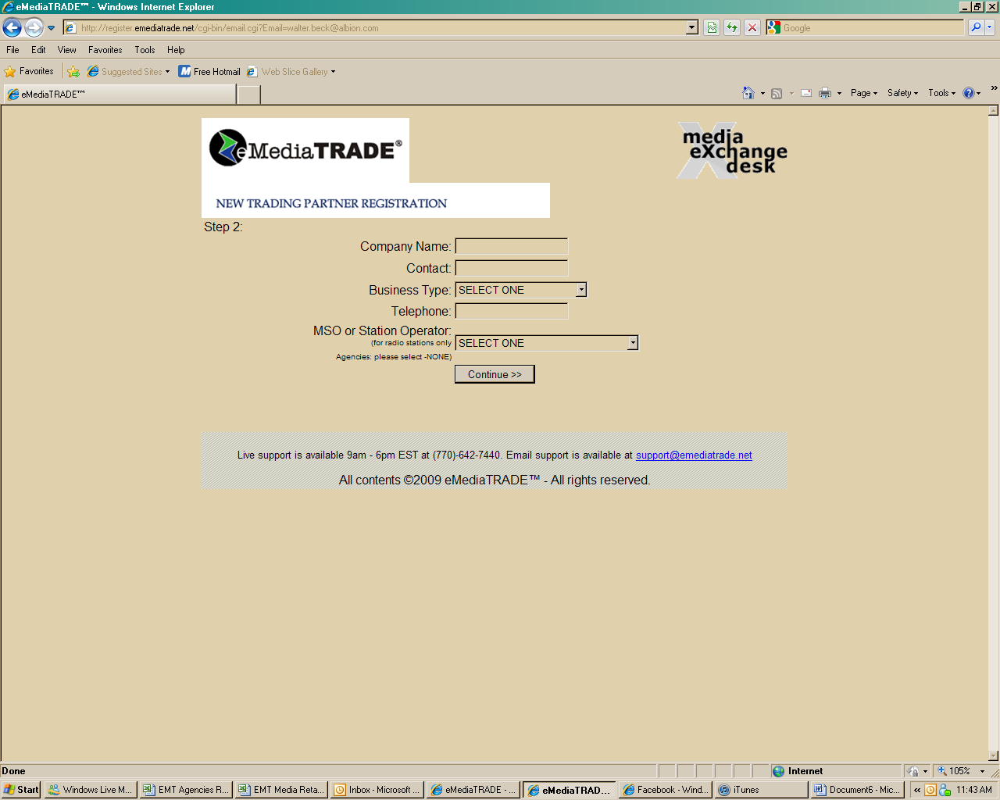 eMediaTRADE™ - Windows Internet Explorer
http://register.emediatrade.net/cgi-bin/email.cgi?Email=walter.beck@albion.com
Google
File Edit View Favorites Tools Help
Favorites Suggested Sites Free Hotmail Web Slice Gallery
eMediaTRADE™
Page Safety Tools
eMediaTRADE®
media
eXchange
desk
NEW TRADING PARTNER REGISTRATION
Step 2:
Company Name:
Contact:
Business Type: SELECT ONE
Telephone:
MSO or Station Operator:
(for radio stations only SELECT ONE
Agencies: please select -NONE)
Continue >>
Live support is available 9am - 6pm EST at (770)-642-7440. Email support is available at support@emediatrade.net
All contents ©2009 eMediaTRADE™ - All rights reserved.
Done Internet 105%
Start Windows Live M... EMT Agencies R... EMT Media Reta... Inbox - Microsoft ... eMediaTRADE - ... eMediaTRAD... Facebook - Wind... iTunes Document6 - Mic... « 11:43 AM